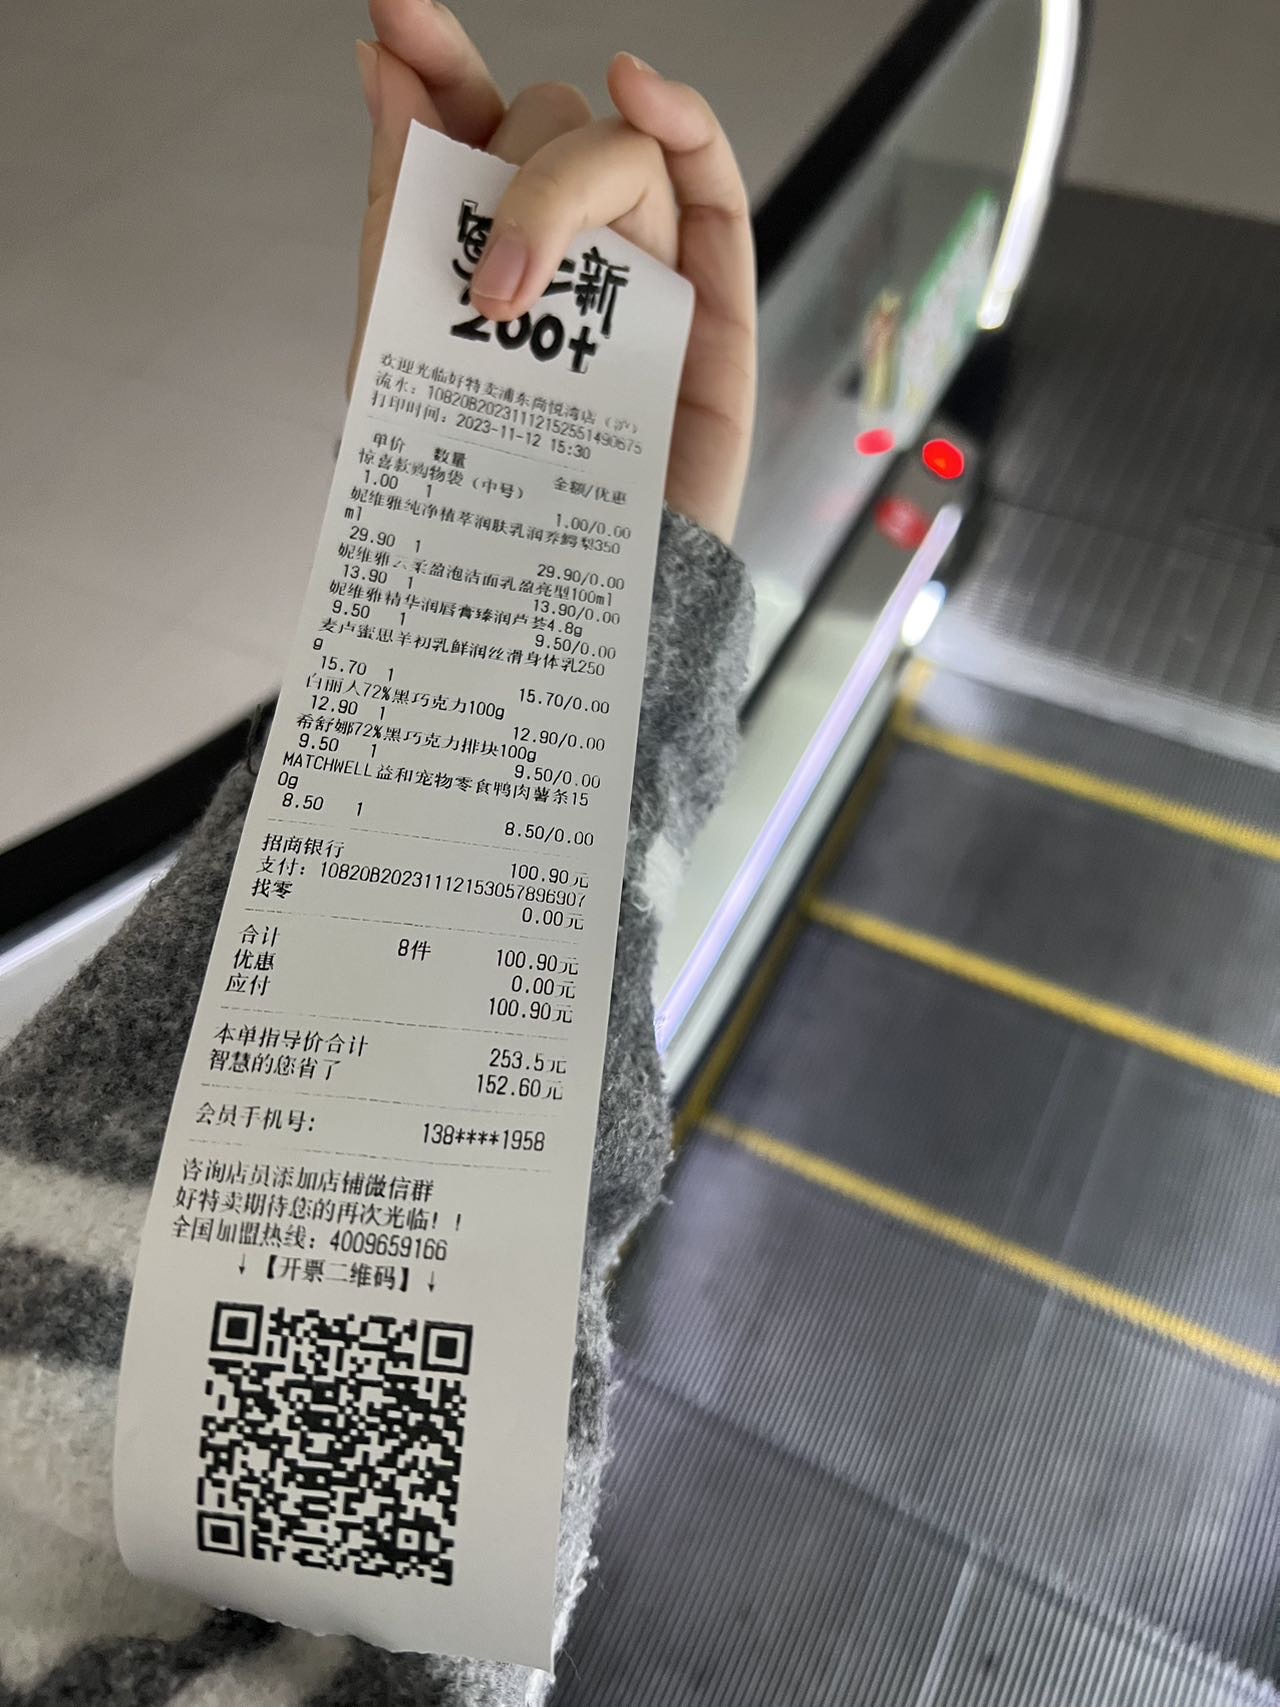 新
200+
欢迎光临好特卖浦东尚悦湾店（沪）
流水：10820B20231112152551490675
打印时间：2023-11-12 15:30
单价 数量 金额/优惠
惊喜款购物袋（中号）
1.00 1 1.00/0.00
妮维雅纯净植萃润肤乳润养鳄梨350
ml
29.90 1 29.90/0.00
妮维雅云柔盈泡洁面乳盈亮型100ml
13.90 1 13.90/0.00
妮维雅精华润唇膏臻润芦荟4.8g
9.50 1 9.50/0.00
麦卢蜜思羊初乳鲜润丝滑身体乳250
g
15.70 1 15.70/0.00
白丽人72%黑巧克力100g
12.90 1 12.90/0.00
希舒娜72%黑巧克力排块100g
9.50 1 9.50/0.00
MATCHWELL益和宠物零食鸭肉薯条15
0g
8.50 1 8.50/0.00
招商银行 100.90元
支付：10820B20231112153057896907
找零 0.00元
合计 8件 100.90元
优惠 0.00元
应付 100.90元
本单指导价合计 253.5元
智慧的您省了 152.60元
会员手机号: 138****1958
咨询店员添加店铺微信群
好特卖期待您的再次光临！！
全国加盟热线：4009659166
↓【开票二维码】↓